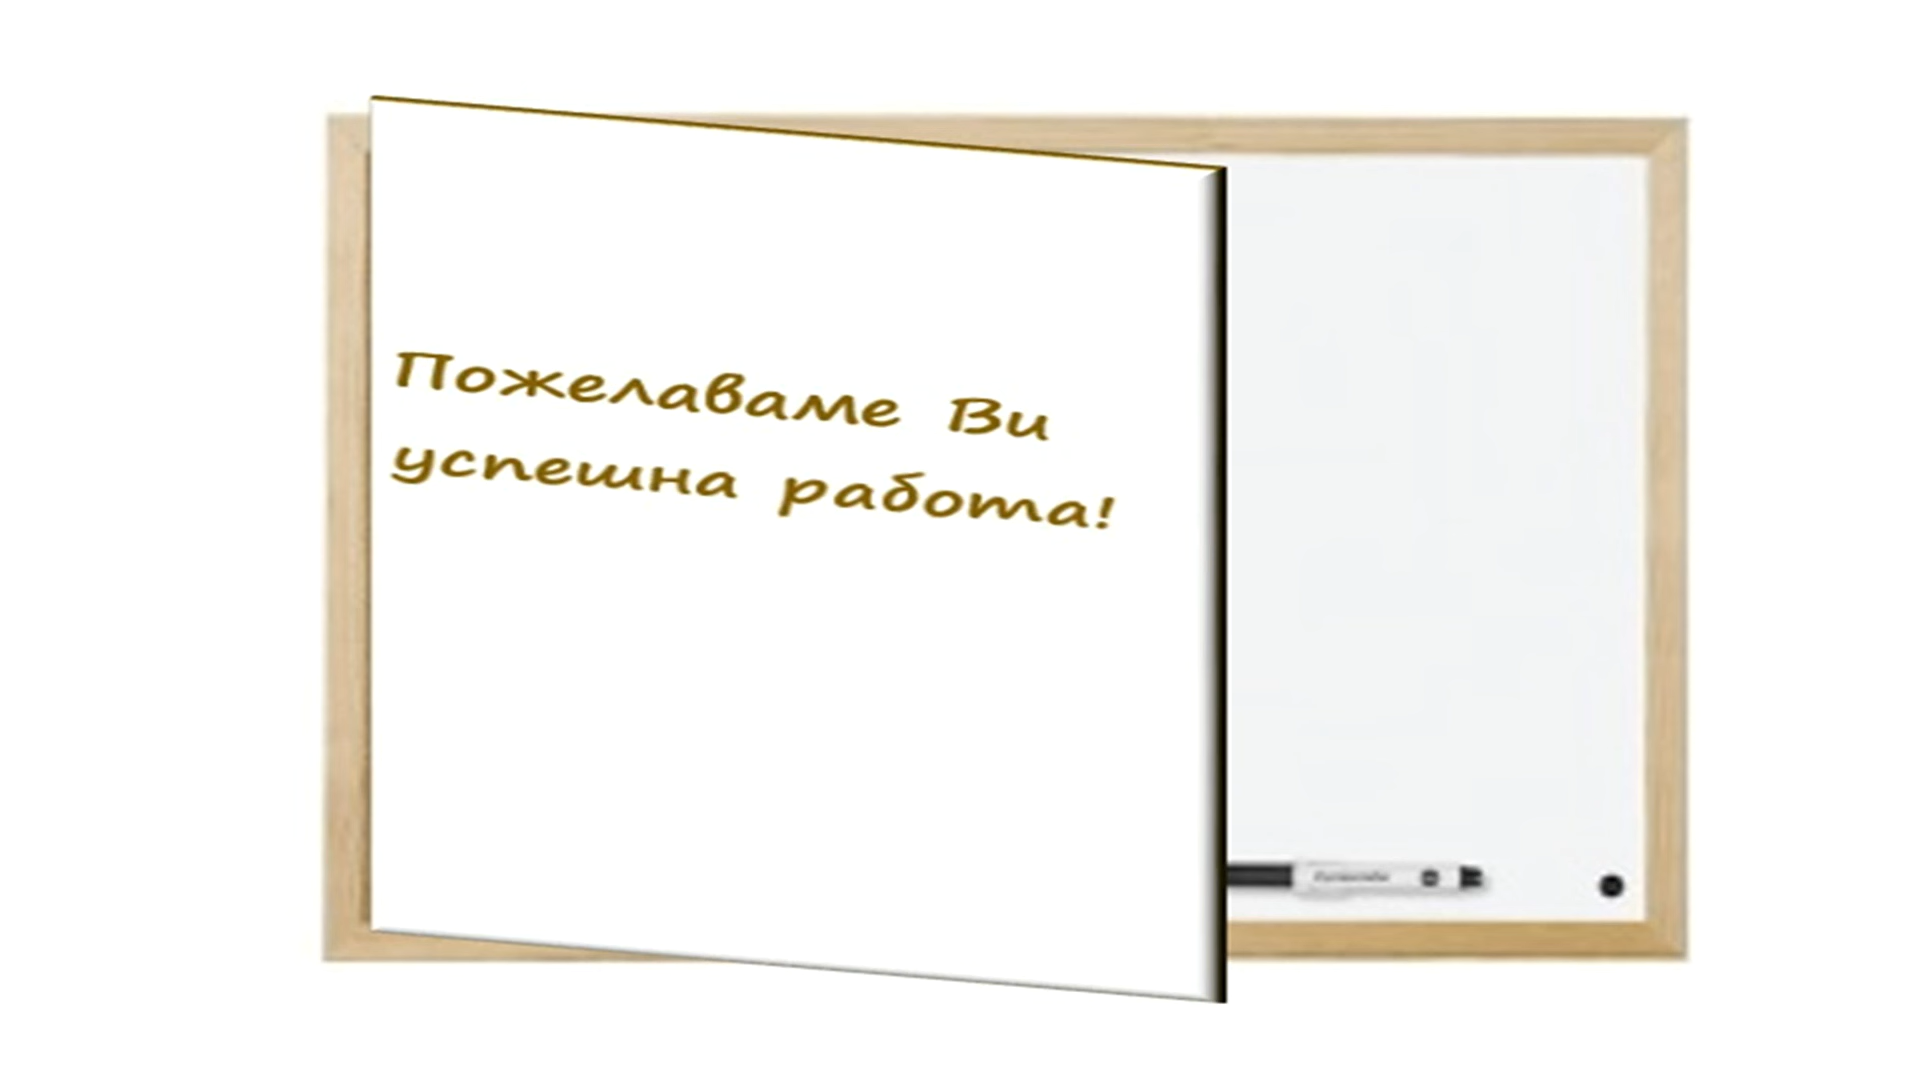 Пожелаваме Ви
успешна работа!